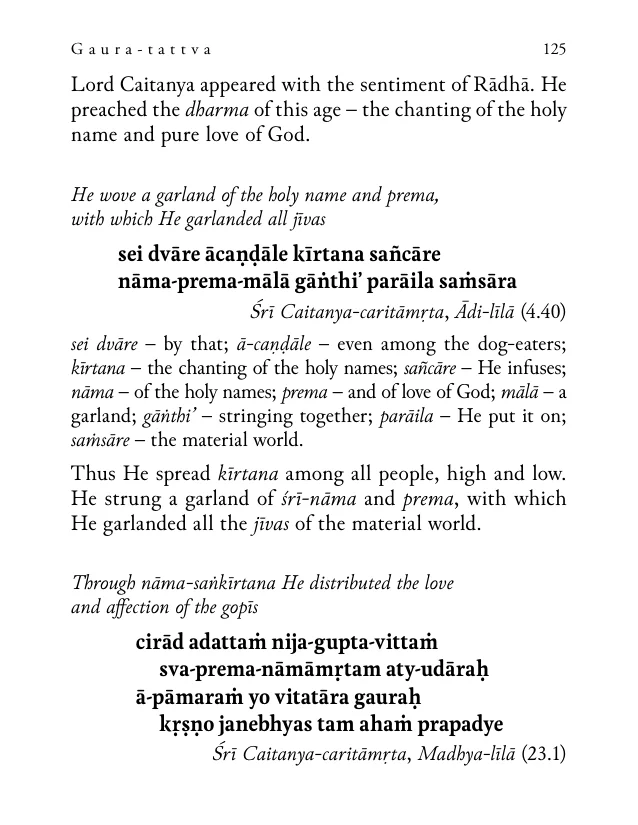 Gaura-tattva 125
Lord Caitanya appeared with the sentiment of Rādhā. He
preached the dharma of this age – the chanting of the holy
name and pure love of God.
He wove a garland of the holy name and prema,
with which He garlanded all jīvas
sei dvāre ācaṇḍāle kīrtana sañcāre
nāma-prema-mālā gāṅthi’ parāila saṁsāra
Śrī Caitanya-caritāmṛta, Ādi-līlā (4.40)
sei dvāre – by that; ā-caṇḍāle – even among the dog-eaters;
kīrtana – the chanting of the holy names; sañcāre – He infuses;
nāma – of the holy names; prema – and of love of God; mālā – a
garland; gāṅthi’ – stringing together; parāila – He put it on;
saṁsāre – the material world.
Thus He spread kīrtana among all people, high and low.
He strung a garland of śrī-nāma and prema, with which
He garlanded all the jīvas of the material world.
Through nāma-saṅkīrtana He distributed the love
and affection of the gopīs
cirād adattaṁ nija-gupta-vittaṁ
sva-prema-nāmāmṛtam aty-udāraḥ
ā-pāmaraṁ yo vitatāra gauraḥ
kṛṣṇo janebhyas tam ahaṁ prapadye
Śrī Caitanya-caritāmṛta, Madhya-līlā (23.1)